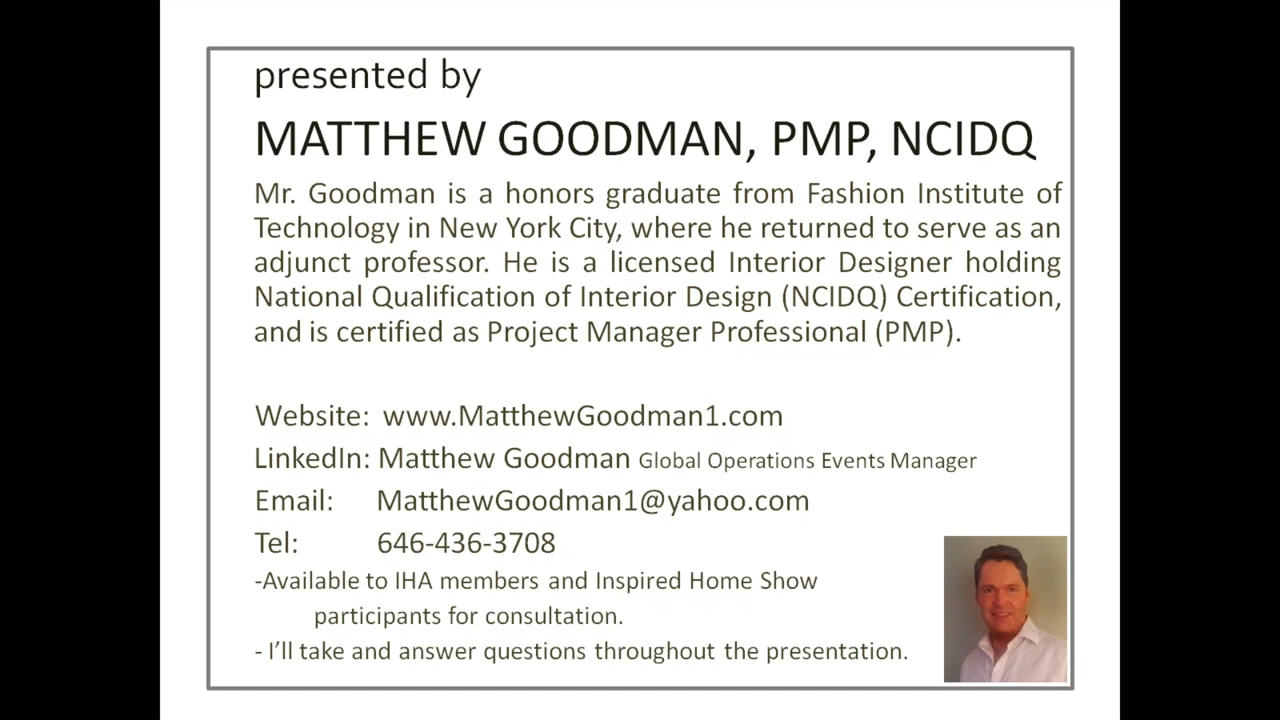 presented by
MATTHEW GOODMAN, PMP, NCIDQ
Mr. Goodman is a honors graduate from Fashion Institute of
Technology in New York City, where he returned to serve as an
adjunct professor. He is a licensed Interior Designer holding
National Qualification of Interior Design (NCIDQ) Certification,
and is certified as Project Manager Professional (PMP).
Website: www.MatthewGoodman1.com
LinkedIn: Matthew Goodman Global Operations Events Manager
Email: MatthewGoodman1@yahoo.com
Tel: 646-436-3708
-Available to IHA members and Inspired Home Show
participants for consultation.
- I’ll take and answer questions throughout the presentation.